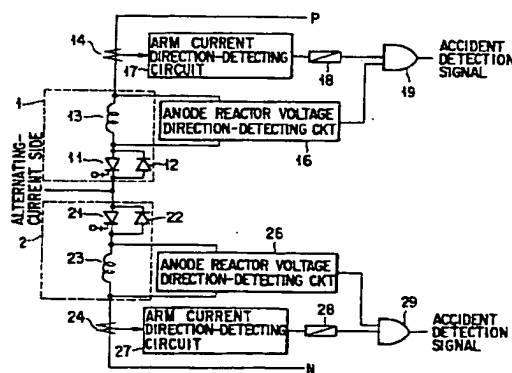 P
14
ARM CURRENT
DIRECTION-DETECTING
CIRCUIT
17
18
19
ACCIDENT
DETECTION
SIGNAL
1
13
ANODE REACTOR VOLTAGE
DIRECTION-DETECTING CKT
16
11
12
ALTERNATING-
CURRENT SIDE
21
22
2
23
26
ANODE REACTOR VOLTAGE
DIRECTION-DETECTING CKT
24
ARM CURRENT
DIRECTION-DETECTING
CIRCUIT
27
28
29
ACCIDENT
DETECTION
SIGNAL
N